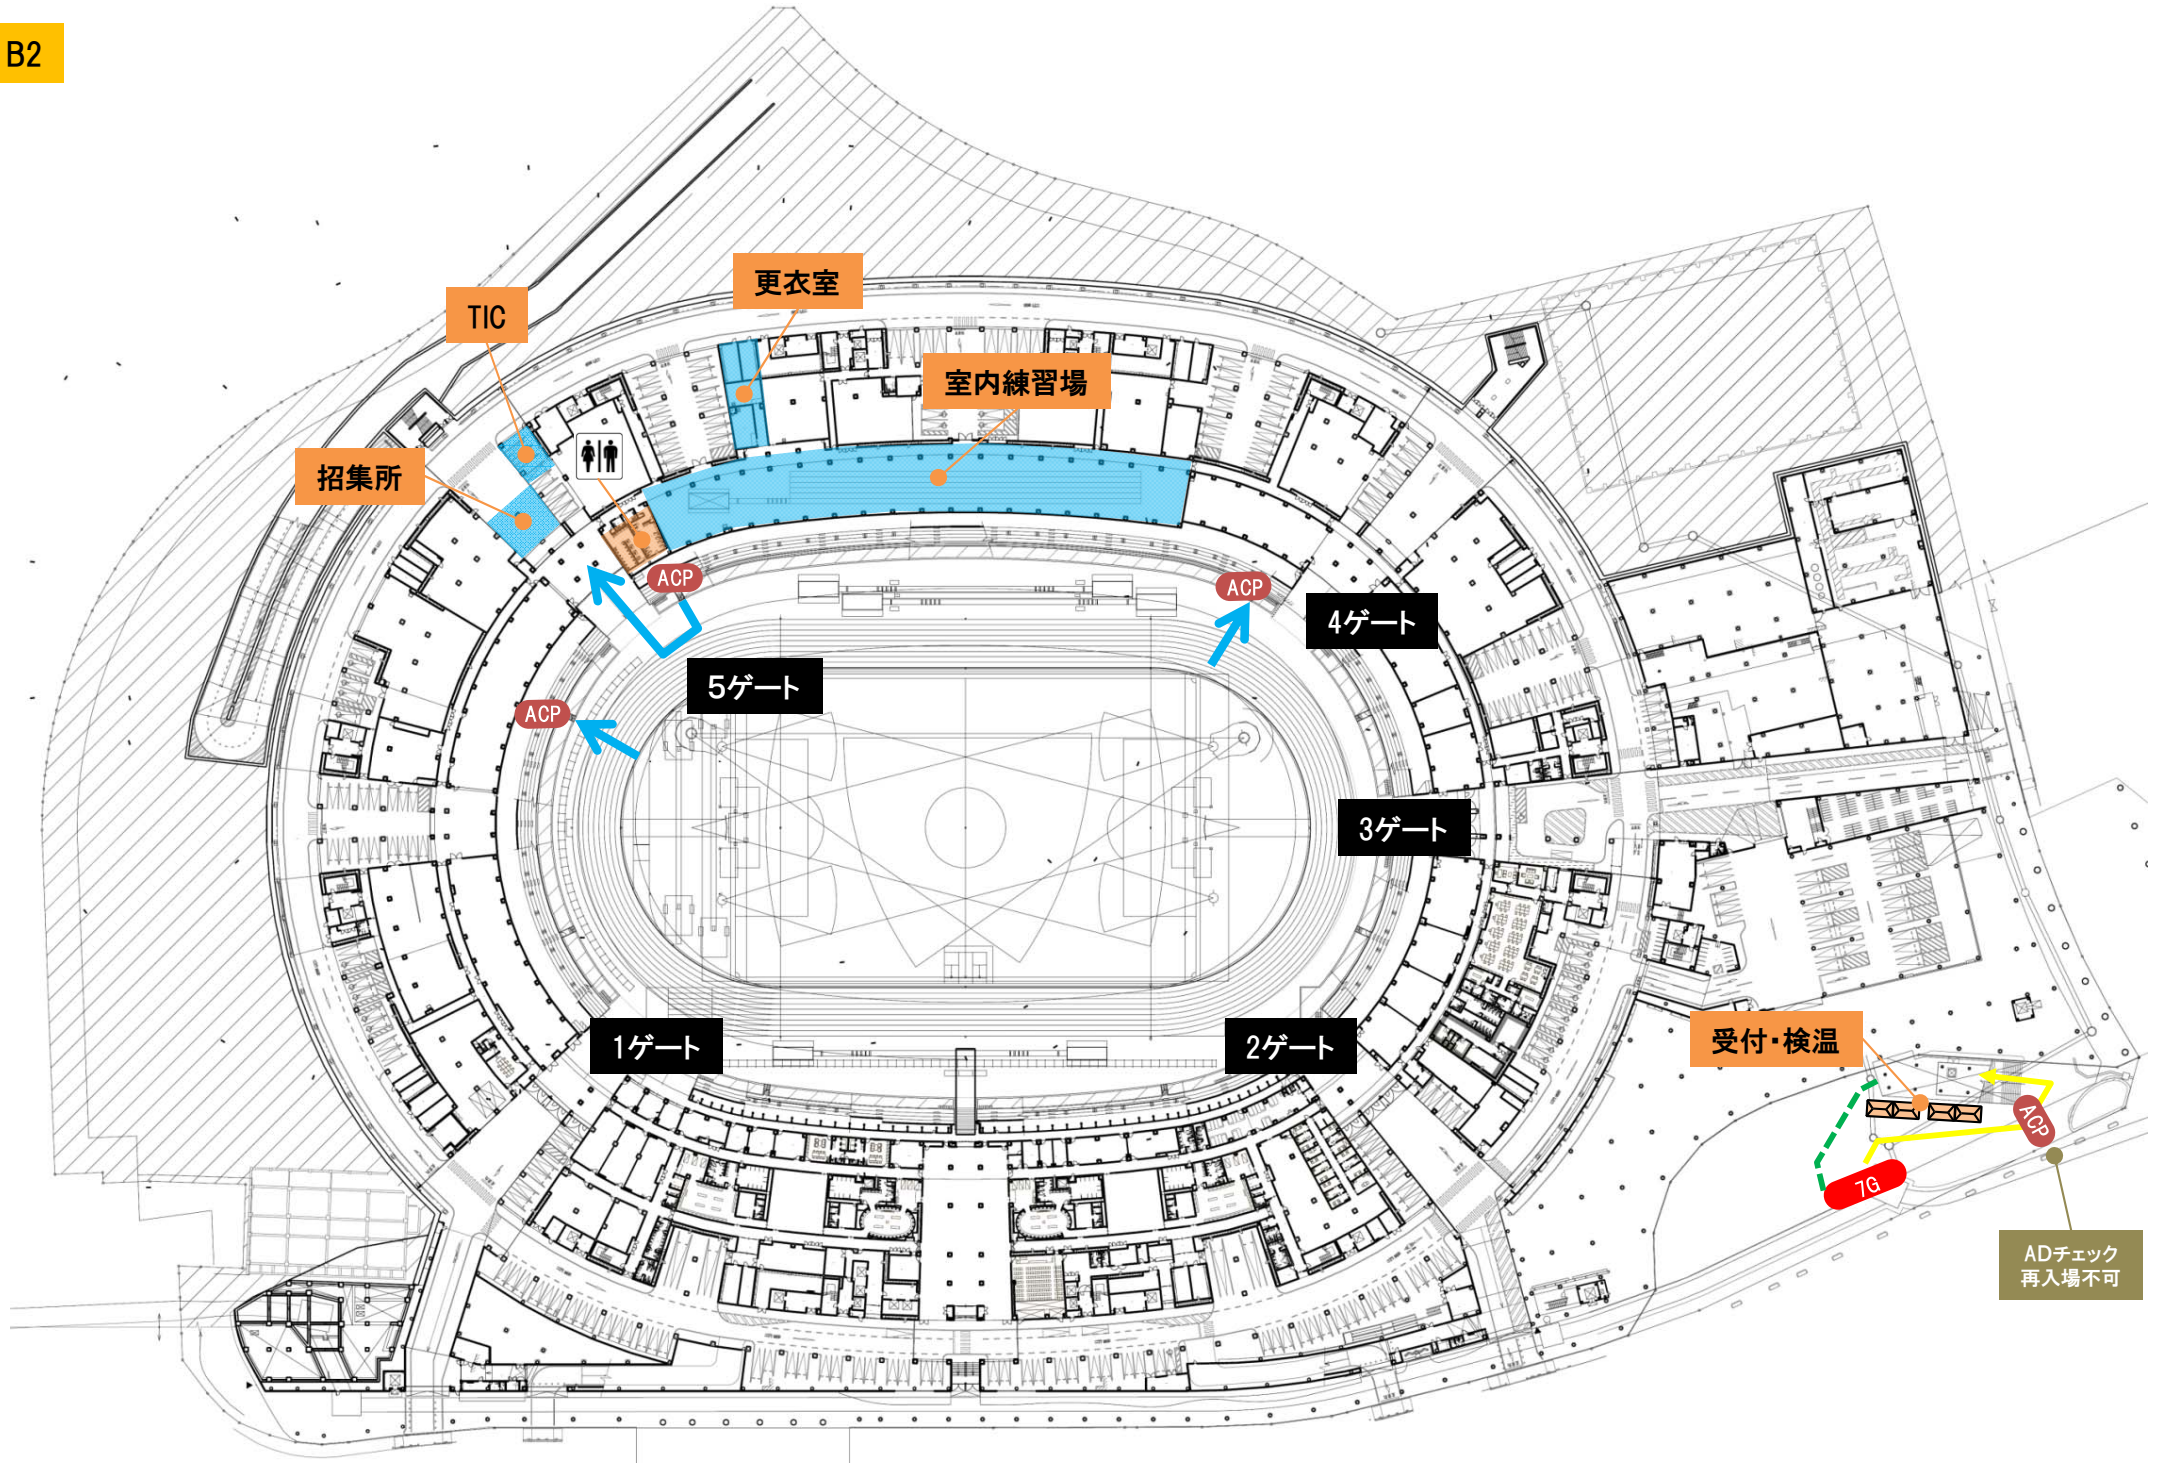 B2
更衣室
TIC
室内練習場
招集所
ACP
ACP
4ゲート
5ゲート
ACP
3ゲート
1ゲート
2ゲート
受付・検温
ACP
7G
ADチェック
再入場不可